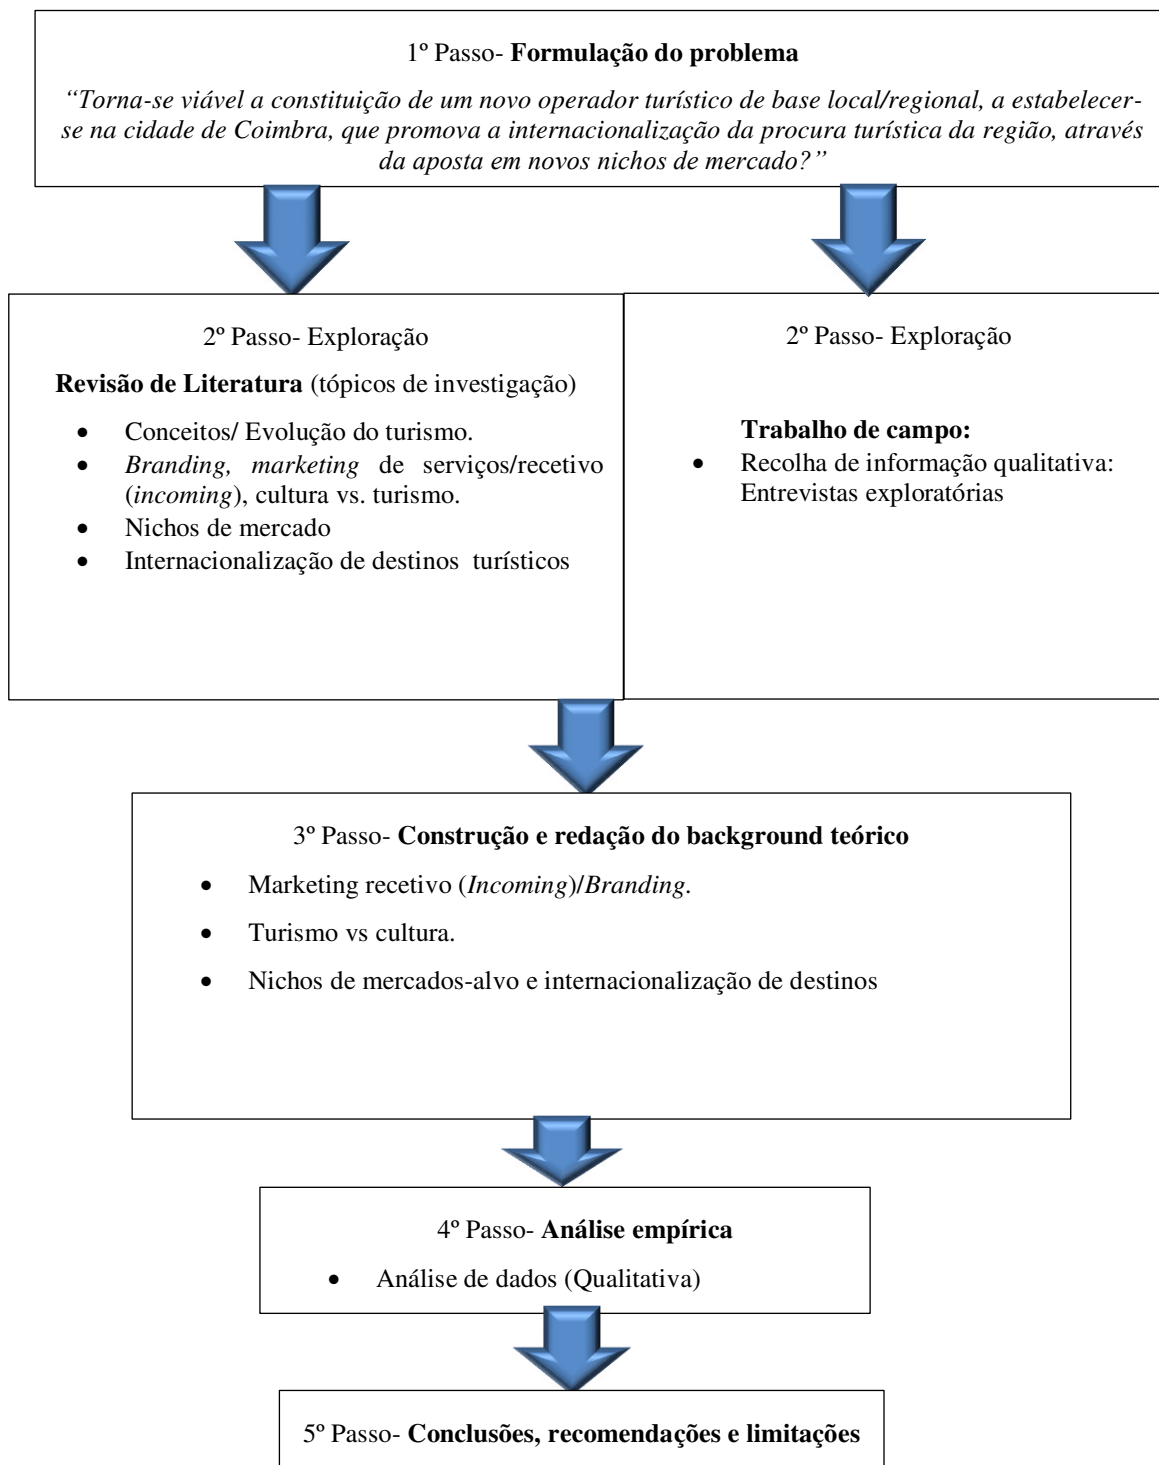 1º Passo- Formulação do problema
“Torna-se viável a constituição de um novo operador turístico de base local/regional, a estabelecer-
se na cidade de Coimbra, que promova a internacionalização da procura turística da região, através
da aposta em novos nichos de mercado?”
2º Passo- Exploração
Revisão de Literatura (tópicos de investigação)
• Conceitos/ Evolução do turismo.
• Branding, marketing de serviços/recetivo
(incoming), cultura vs. turismo.
• Nichos de mercado
• Internacionalização de destinos turísticos
2º Passo- Exploração
Trabalho de campo:
• Recolha de informação qualitativa:
Entrevistas exploratórias
3º Passo- Construção e redação do background teórico
• Marketing recetivo (Incoming)/Branding.
• Turismo vs cultura.
• Nichos de mercados-alvo e internacionalização de destinos
4º Passo- Análise empírica
• Análise de dados (Qualitativa)
5º Passo- Conclusões, recomendações e limitações